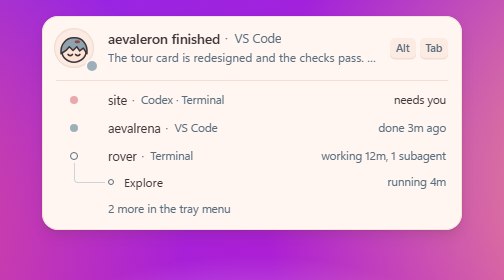 aevaleron finished · VS Code
The tour card is redesigned and the checks pass. ...
Alt Tab
site · Codex · Terminal needs you
aevalrena · VS Code done 3m ago
rover · Terminal working 12m, 1 subagent
Explore running 4m
2 more in the tray menu